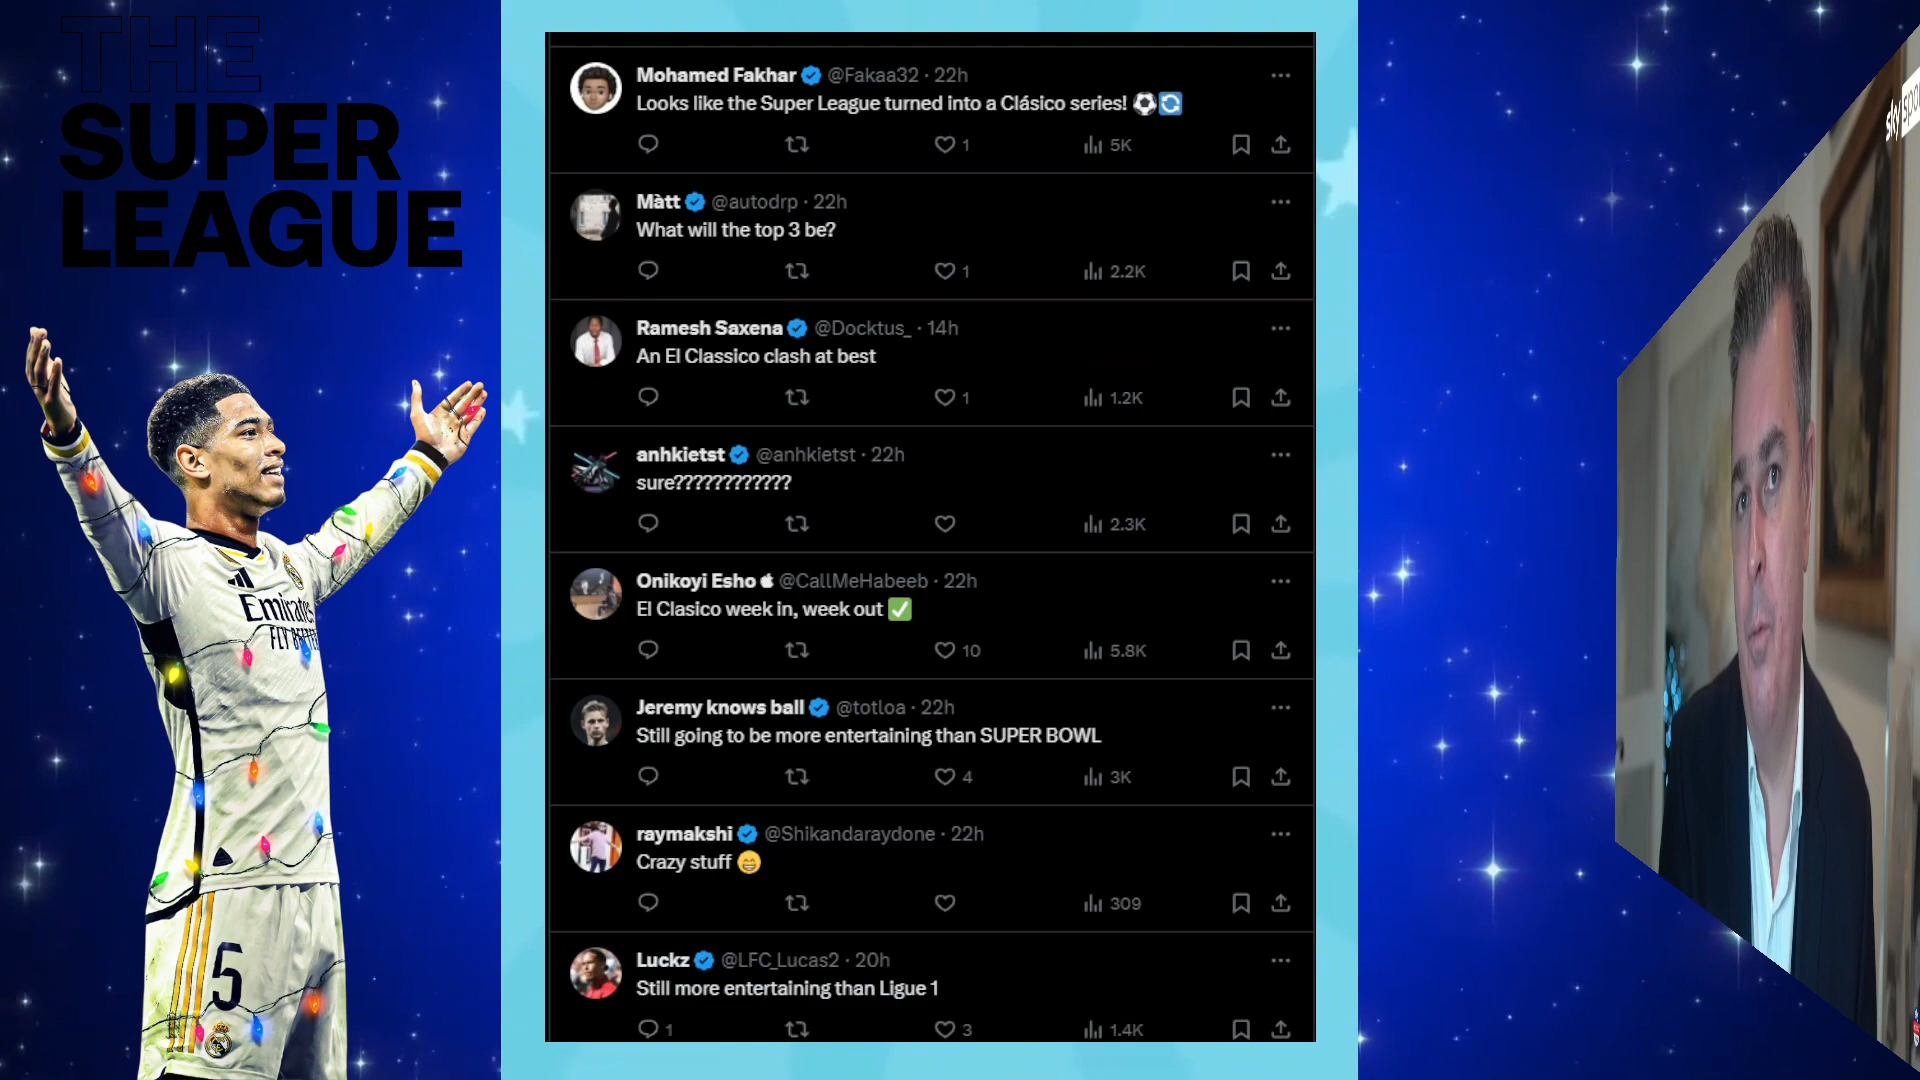 THE
SUPER
LEAGUE
Mohamed Fakhar @Fakaa32 · 22h
Looks like the Super League turned into a Clásico series! ⚽🔄
1 5K
Màtt @autodrp · 22h
What will the top 3 be?
1 2.2K
Ramesh Saxena @Docktus_ · 14h
An El Classico clash at best
1 1.2K
anhkietst @anhkietst · 22h
sure????????????
2.3K
Onikoyi Esho @CallMeHabeeb · 22h
El Clasico week in, week out ✅
10 5.8K
Jeremy knows ball @totloa · 22h
Still going to be more entertaining than SUPER BOWL
4 3K
raymakshi @Shikandaraydone · 22h
Crazy stuff 😁
309
Luckz @LFC_Lucas2 · 20h
Still more entertaining than Ligue 1
1 3 1.4K
Emirates
FLY BETTER
5
sky spo